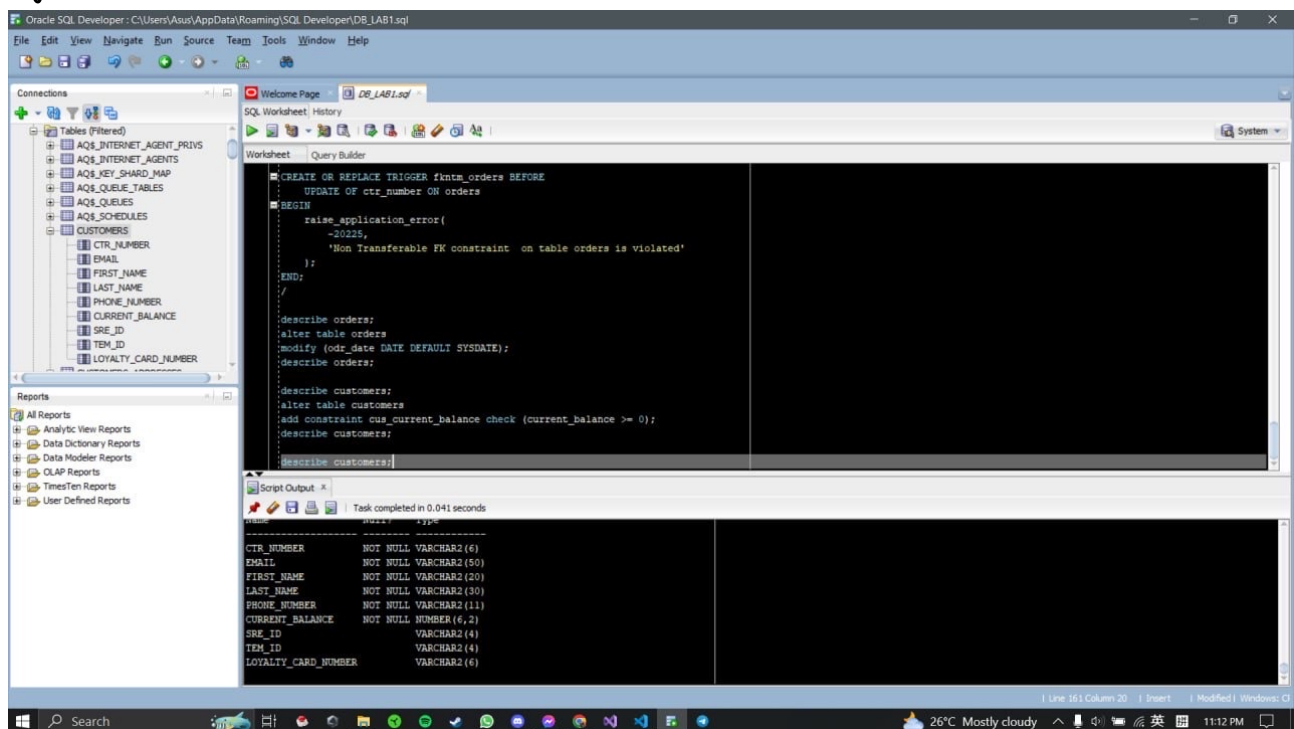 Oracle SQL Developer : C:\Users\Asus\AppData\Roaming\SQL Developer\DB_LAB1.sql
File Edit View Navigate Run Source Team Tools Window Help
Connections
Tables (Filtered)
AQ$_INTERNET_AGENT_PRIVS
AQ$_INTERNET_AGENTS
AQ$_KEY_SHARD_MAP
AQ$_QUEUE_TABLES
AQ$_QUEUES
AQ$_SCHEDULES
CUSTOMERS
CTR_NUMBER
EMAIL
FIRST_NAME
LAST_NAME
PHONE_NUMBER
CURRENT_BALANCE
SRE_ID
TEM_ID
LOYALTY_CARD_NUMBER
Reports
All Reports
Analytic View Reports
Data Dictionary Reports
Data Modeler Reports
OLAP Reports
TimesTen Reports
User Defined Reports
Welcome Page DB_LAB1.sql
SQL Worksheet History
System
Worksheet Query Builder
CREATE OR REPLACE TRIGGER fkntm_orders BEFORE
UPDATE OF ctr_number ON orders
BEGIN
raise_application_error(
-20225,
'Non Transferable FK constraint  on table orders is violated'
);
END;
/
describe orders;
alter table orders
modify (odr_date DATE DEFAULT SYSDATE);
describe orders;
describe customers;
alter table customers
add constraint cus_current_balance check (current_balance >= 0);
describe customers;
describe customers;
Script Output
Task completed in 0.041 seconds
Name Null? Type
------------------- -------- ------------
CTR_NUMBER NOT NULL VARCHAR2(6)
EMAIL NOT NULL VARCHAR2(50)
FIRST_NAME NOT NULL VARCHAR2(20)
LAST_NAME NOT NULL VARCHAR2(30)
PHONE_NUMBER NOT NULL VARCHAR2(11)
CURRENT_BALANCE NOT NULL NUMBER(6,2)
SRE_ID VARCHAR2(4)
TEM_ID VARCHAR2(4)
LOYALTY_CARD_NUMBER VARCHAR2(6)
Line 161 Column 20 Insert Modified Windows: Cl
Search 26°C Mostly cloudy 英 11:12 PM